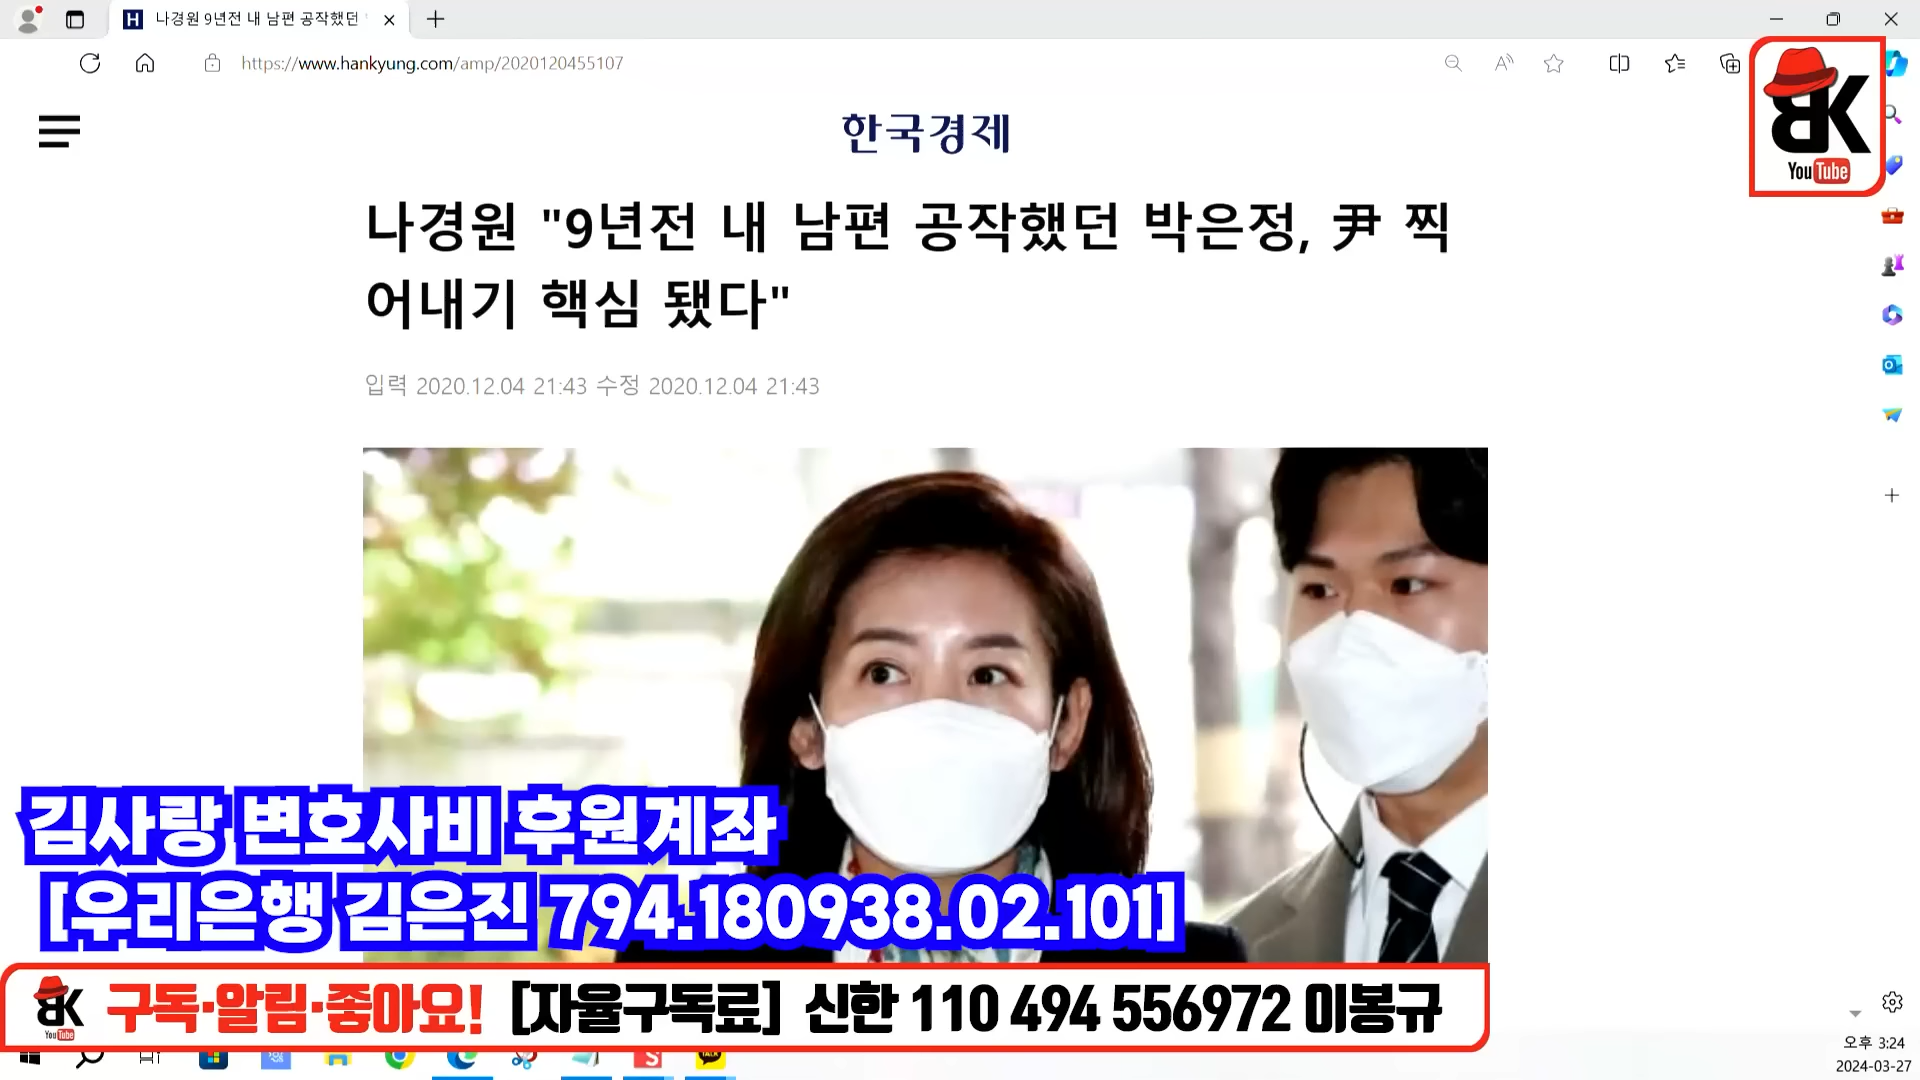 나경원 9년전 내 남편 공작했던
https://www.hankyung.com/amp/2020120455107
BK
YouTube
한국경제
나경원 "9년전 내 남편 공작했던 박은정, 尹 찍
어내기 핵심 됐다"
입력 2020.12.04 21:43 수정 2020.12.04 21:43
김사랑 변호사비 후원계좌
[우리은행 김은진 794.180938.02.101]
BK YouTube 구독·알림·좋아요! [자율구독료] 신한 110 494 556972 이봉규
오후 3:24
2024-03-27